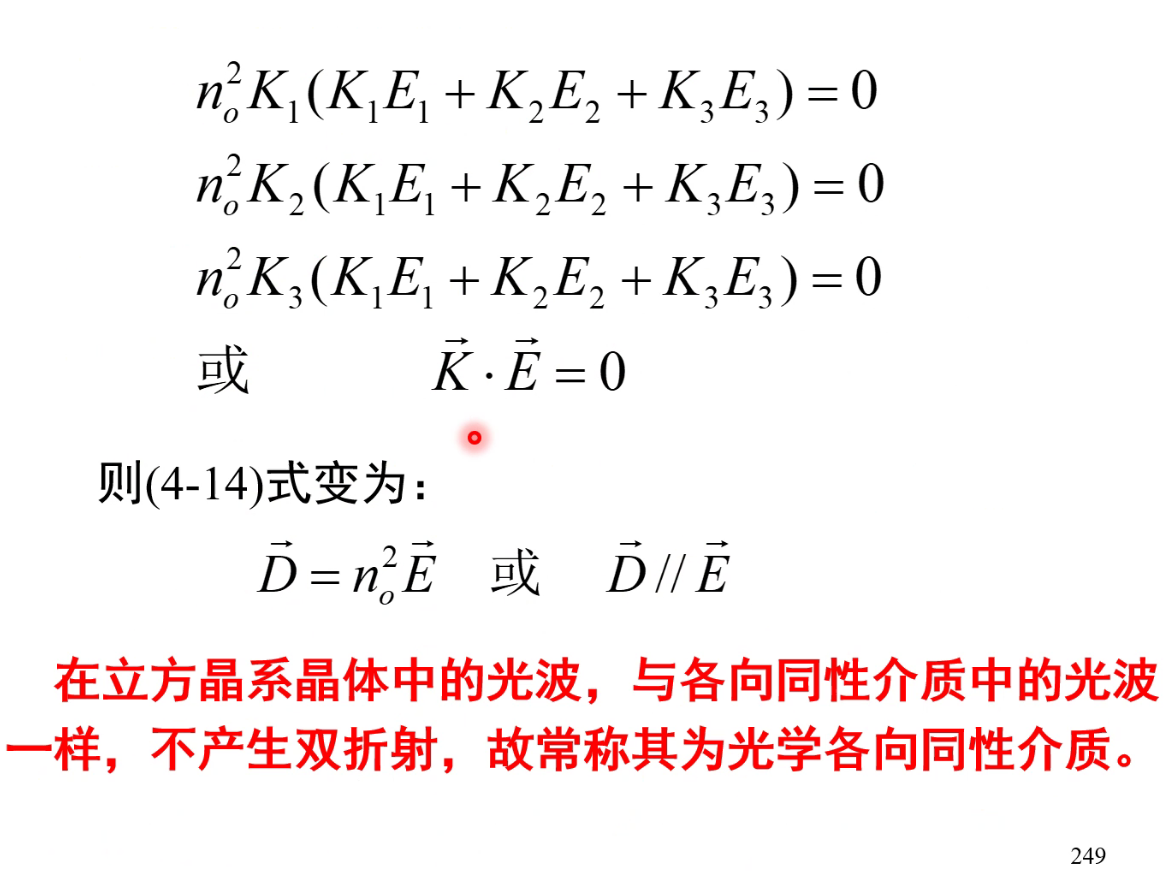 n_o^2 K_1 (K_1 E_1 + K_2 E_2 + K_3 E_3) = 0
n_o^2 K_2 (K_1 E_1 + K_2 E_2 + K_3 E_3) = 0
n_o^2 K_3 (K_1 E_1 + K_2 E_2 + K_3 E_3) = 0
或 \vec{K} · \vec{E} = 0
则(4-14)式变为：
\vec{D} = n_o^2 \vec{E} 或 \vec{D} // \vec{E}
在立方晶系晶体中的光波，与各向同性介质中的光波
一样，不产生双折射，故常称其为光学各向同性介质。
249